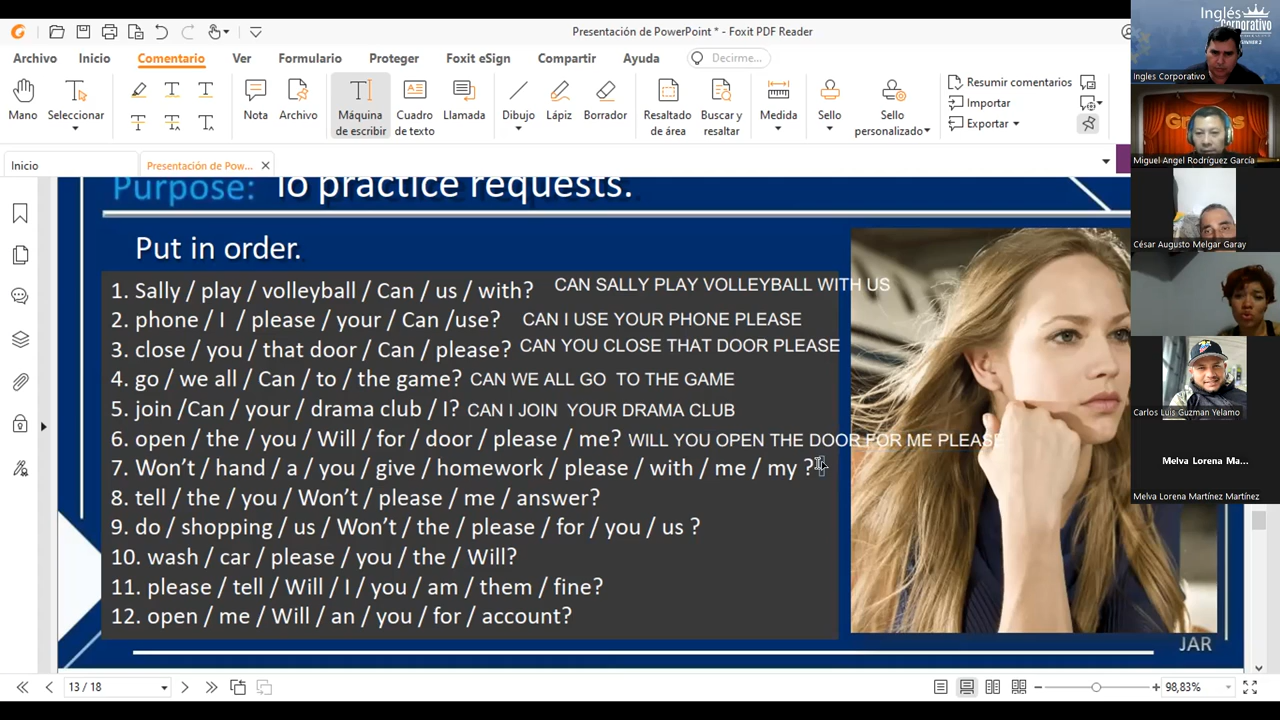 Presentación de PowerPoint * - Foxit PDF Reader
Archivo Inicio Comentario Ver Formulario Proteger Foxit eSign Compartir Ayuda Decirme...
Mano Seleccionar Nota Archivo Máquina de escribir Cuadro de texto Llamada Dibujo Lápiz Borrador Resaltado de área Buscar y resaltar Medida Sello Sello personalizado
Resumir comentarios
Importar
Exportar
Inicio Presentación de Pow...
Purpose: To practice requests.
Put in order.
1. Sally / play / volleyball / Can / us / with? CAN SALLY PLAY VOLLEYBALL WITH US
2. phone / I / please / your / Can /use? CAN I USE YOUR PHONE PLEASE
3. close / you / that door / Can / please? CAN YOU CLOSE THAT DOOR PLEASE
4. go / we all / Can / to / the game? CAN WE ALL GO TO THE GAME
5. join /Can / your / drama club / I? CAN I JOIN YOUR DRAMA CLUB
6. open / the / you / Will / for / door / please / me? WILL YOU OPEN THE DOOR FOR ME PLEASE
7. Won't / hand / a / you / give / homework / please / with / me / my ?
8. tell / the / you / Won't / please / me / answer?
9. do / shopping / us / Won't / the / please / for / you / us ?
10. wash / car / please / you / the / Will?
11. please / tell / Will / I / you / am / them / fine?
12. open / me / Will / an / you / for / account?
JAR
13 / 18
98,83%
Inglés
Corporativo
Ingles Corporativo
Miguel Angel Rodríguez García
César Augusto Melgar Garay
Carlos Luis Guzman Yelamo
Melva Lorena Ma...
Melva Lorena Martínez Martínez